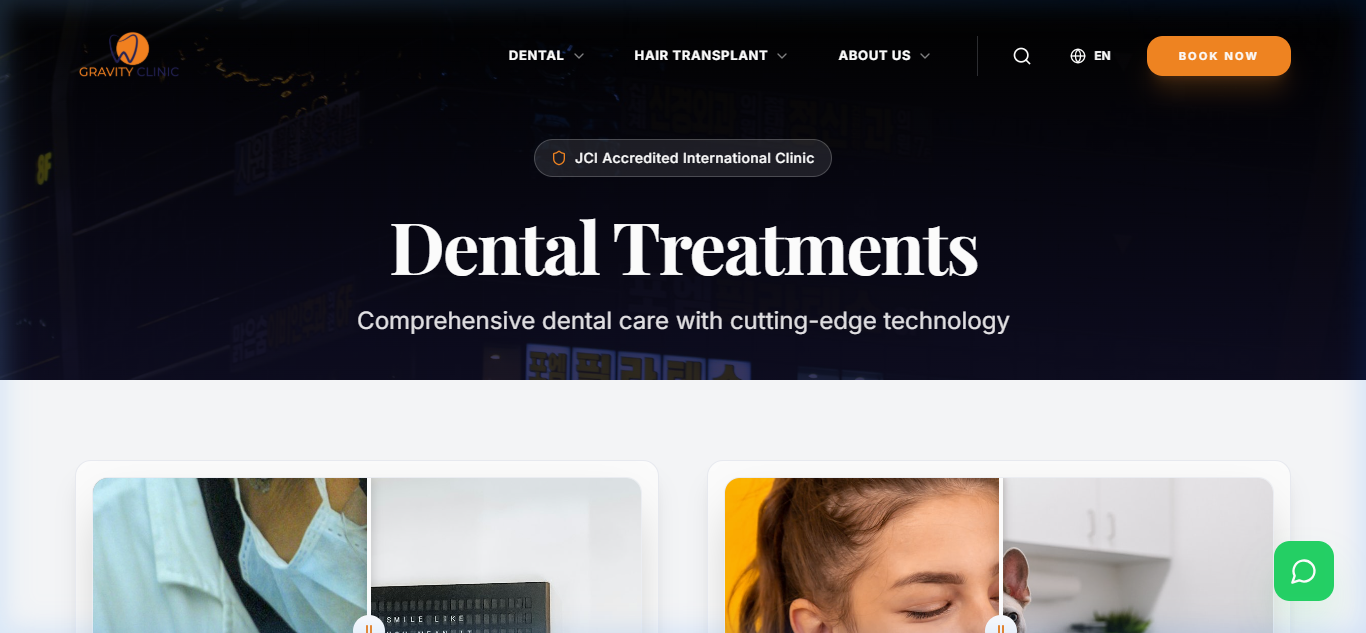 GRAVITY CLINIC
DENTAL
HAIR TRANSPLANT
ABOUT US
EN
BOOK NOW
JCI Accredited International Clinic
Dental Treatments
Comprehensive dental care with cutting-edge technology
SMILE LIKE